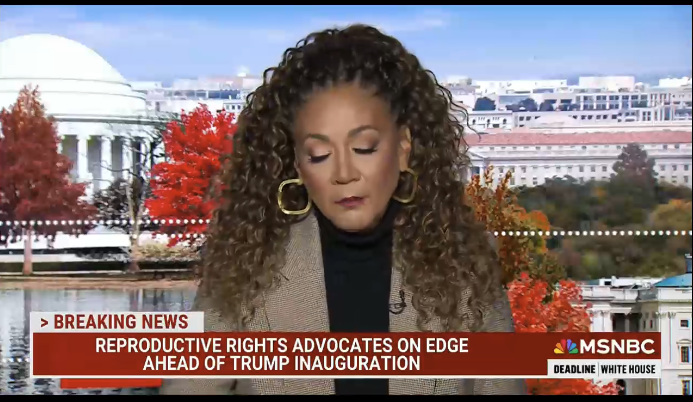 > BREAKING NEWS
REPRODUCTIVE RIGHTS ADVOCATES ON EDGE
AHEAD OF TRUMP INAUGURATION
MSNBC
DEADLINE WHITE HOUSE